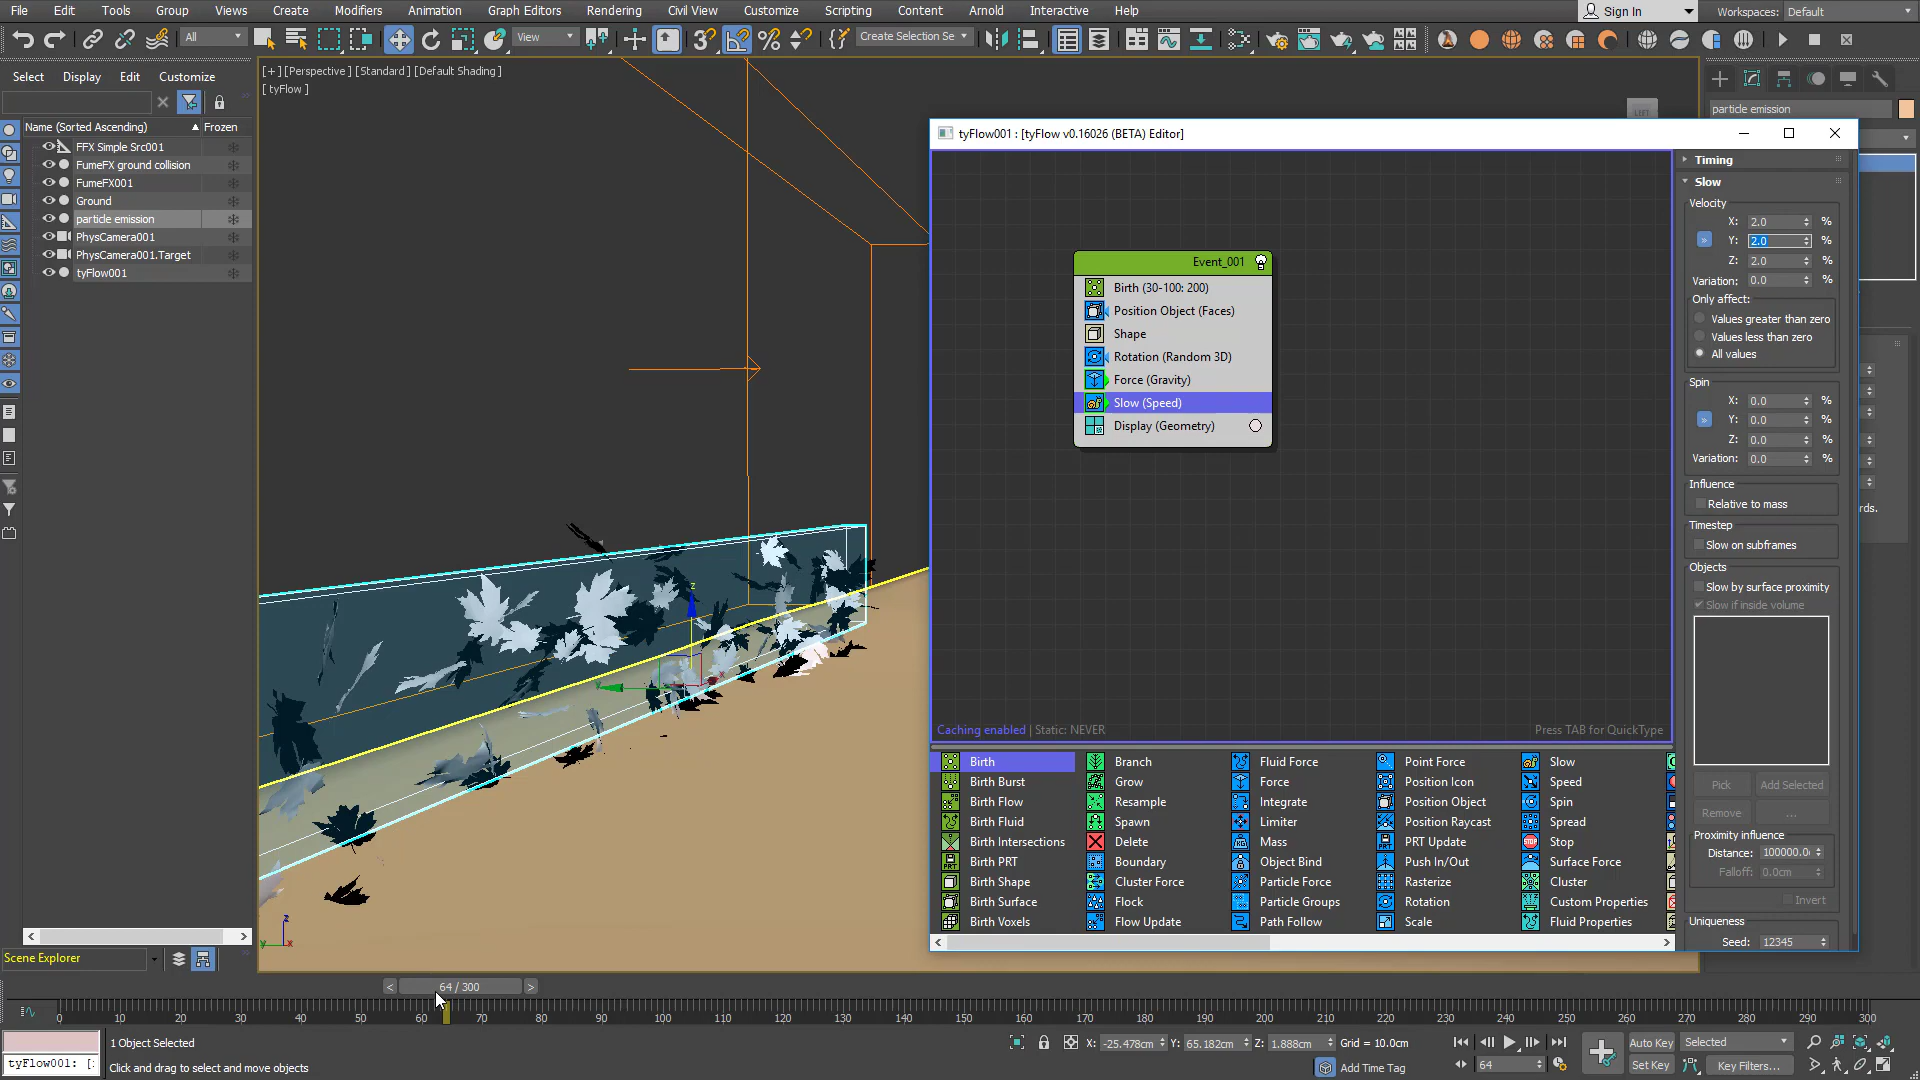 File Edit Tools Group Views Create Modifiers Animation Graph Editors Rendering Civil View Customize Scripting Content Arnold Interactive Help Sign In Workspaces: Default
All View Create Selection Se
Select Display Edit Customize
[+] [Perspective] [Standard] [Default Shading]
[ tyFlow ]
Name (Sorted Ascending) Frozen
FFX Simple Src001
FumeFX ground collision
FumeFX001
Ground
particle emission
PhysCamera001
PhysCamera001.Target
tyFlow001
Scene Explorer
LEFT
particle emission
rds.
tyFlow001 : [tyFlow v0.16026 (BETA) Editor]
Event_001
Birth (30-100: 200)
Position Object (Faces)
Shape
Rotation (Random 3D)
Force (Gravity)
Slow (Speed)
Display (Geometry)
Caching enabled | Static: NEVER
Press TAB for QuickType
Timing
Slow
Velocity
X: 2.0 %
Y: 2.0 %
Z: 2.0 %
Variation: 0.0 %
Only affect:
Values greater than zero
Values less than zero
All values
Spin
X: 0.0 %
Y: 0.0 %
Z: 0.0 %
Variation: 0.0 %
Influence
Relative to mass
Timestep
Slow on subframes
Objects
Slow by surface proximity
Slow if inside volume
Pick Add Selected
Remove ...
Proximity influence
Distance: 100000.0
Falloff: 0.0cm
Invert
Uniqueness
Seed: 12345
Birth Branch Fluid Force Point Force Slow
Birth Burst Grow Force Position Icon Speed
Birth Flow Resample Integrate Position Object Spin
Birth Fluid Spawn Limiter Position Raycast Spread
Birth Intersections Delete Mass PRT Update Stop
Birth PRT Boundary Object Bind Push In/Out Surface Force
Birth Shape Cluster Force Particle Force Rasterize Cluster
Birth Surface Flock Particle Groups Rotation Custom Properties
Birth Voxels Flow Update Path Follow Scale Fluid Properties
< 64 / 300 >
0 10 20 30 40 50 60 70 80 90 100 110 120 130 140 150 160 170 180 190 200 210 220 230 240 250 260 270 280 290 300
1 Object Selected
X: -25.478cm Y: 65.182cm Z: 1.888cm Grid = 10.0cm
Auto Key Selected
tyFlow001: [
Click and drag to select and move objects
Add Time Tag
64
Set Key Key Filters...